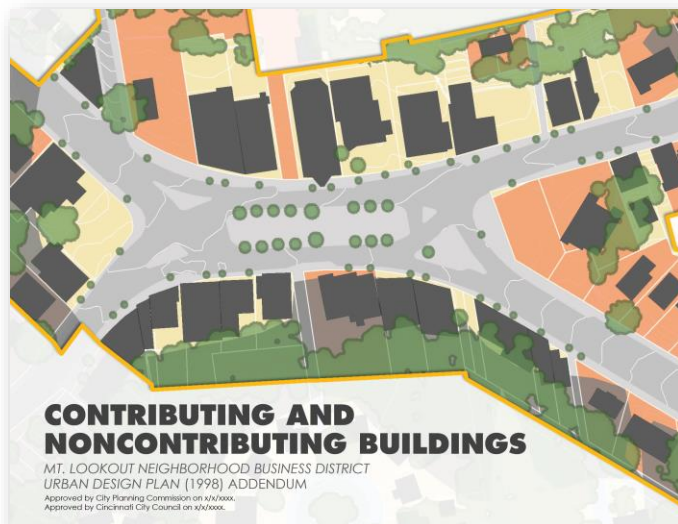 CONTRIBUTING AND
NONCONTRIBUTING BUILDINGS
MT. LOOKOUT NEIGHBORHOOD BUSINESS DISTRICT
URBAN DESIGN PLAN (1998) ADDENDUM
Approved by City Planning Commission on x/x/xxxx.
Approved by Cincinnati City Council on x/x/xxxx.